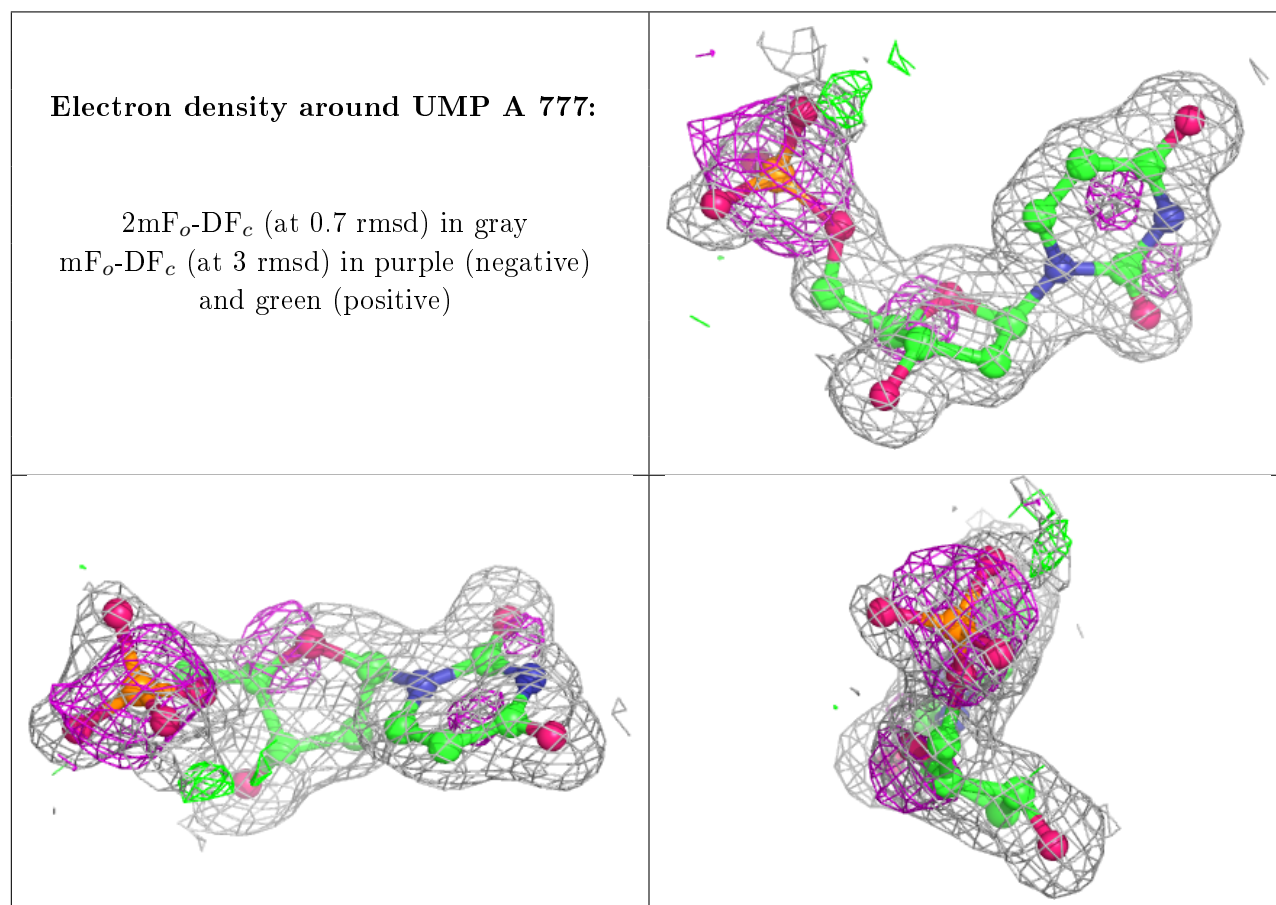 Electron density around UMP A 777:
2mFo-DFc (at 0.7 rmsd) in gray
mFo-DFc (at 3 rmsd) in purple (negative)
and green (positive)